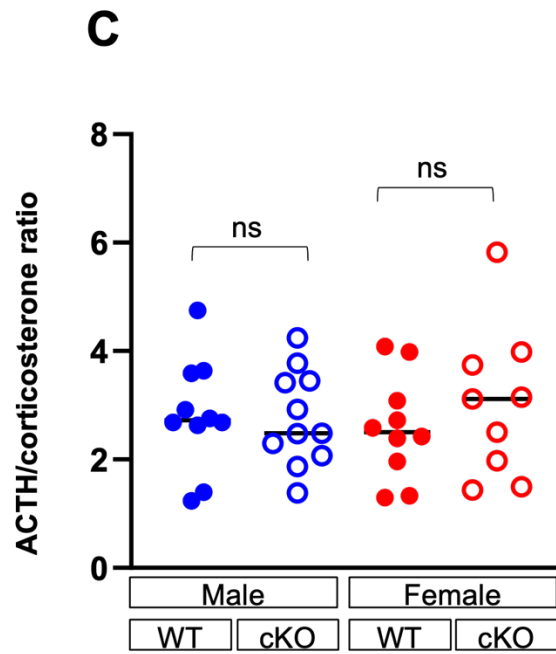 C
ACTH/corticosterone ratio
8
6
4
2
0
ns
ns
Male
Female
WT
cKO
WT
cKO